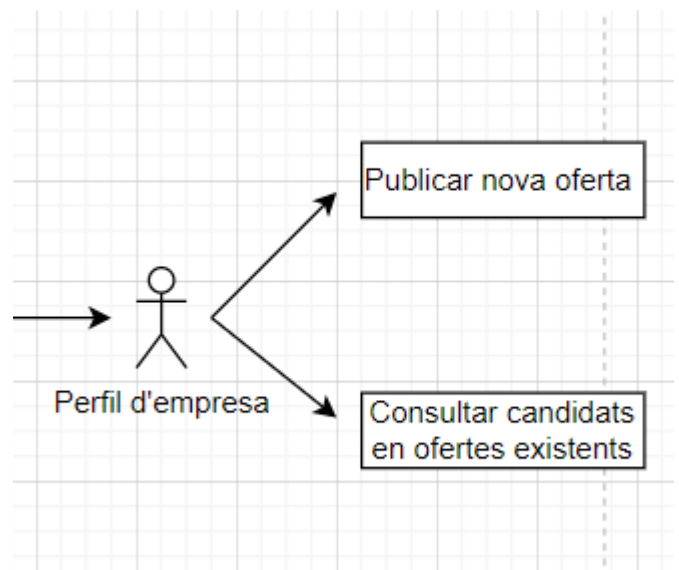 Publicar nova oferta
Perfil d'empresa
Consultar candidats
en ofertes existents